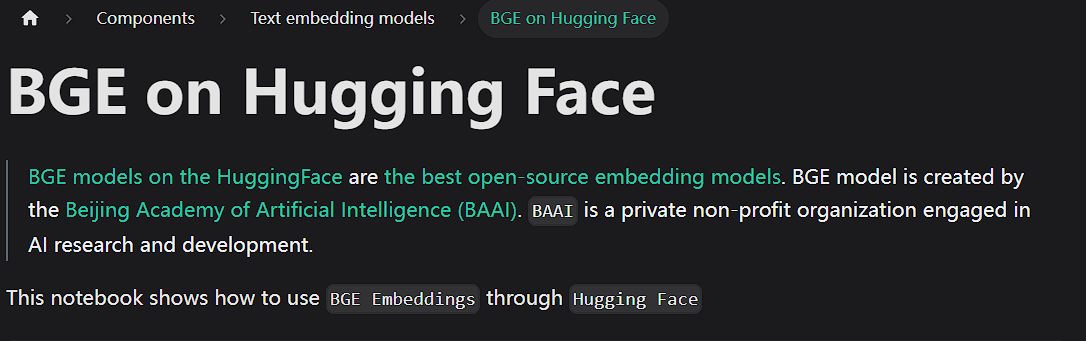 Components > Text embedding models > BGE on Hugging Face
BGE on Hugging Face
BGE models on the HuggingFace are the best open-source embedding models. BGE model is created by
the Beijing Academy of Artificial Intelligence (BAAI). BAAI is a private non-profit organization engaged in
AI research and development.
This notebook shows how to use BGE Embeddings through Hugging Face